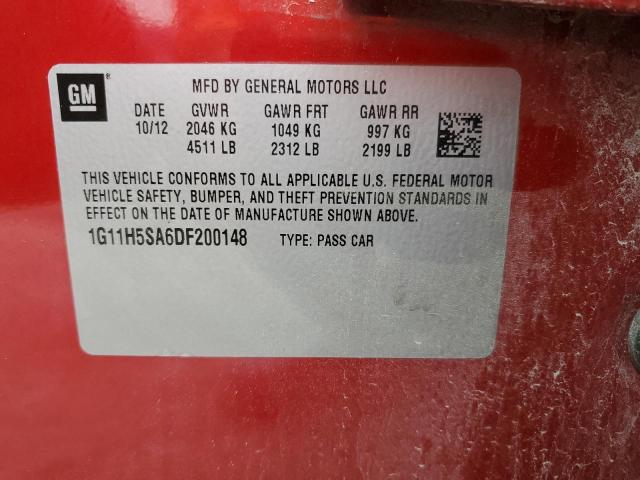 GM ®
MFD BY GENERAL MOTORS LLC
DATE GVWR GAWR FRT GAWR RR
10/12 2046 KG 1049 KG 997 KG
4511 LB 2312 LB 2199 LB
THIS VEHICLE CONFORMS TO ALL APPLICABLE U.S. FEDERAL MOTOR
VEHICLE SAFETY, BUMPER, AND THEFT PREVENTION STANDARDS IN
EFFECT ON THE DATE OF MANUFACTURE SHOWN ABOVE.
1G11H5SA6DF200148 TYPE: PASS CAR